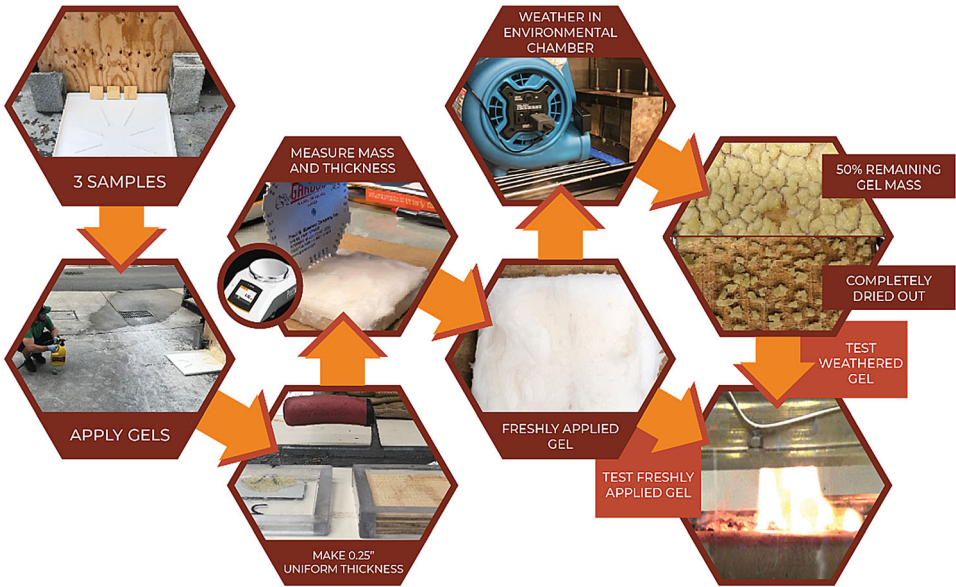 3 SAMPLES
APPLY GELS
MAKE 0.25"
UNIFORM THICKNESS
MEASURE MASS
AND THICKNESS
FRESHLY APPLIED
GEL
WEATHER IN
ENVIRONMENTAL
CHAMBER
50% REMAINING
GEL MASS
COMPLETELY
DRIED OUT
TEST
WEATHERED
GEL
TEST FRESHLY
APPLIED GEL